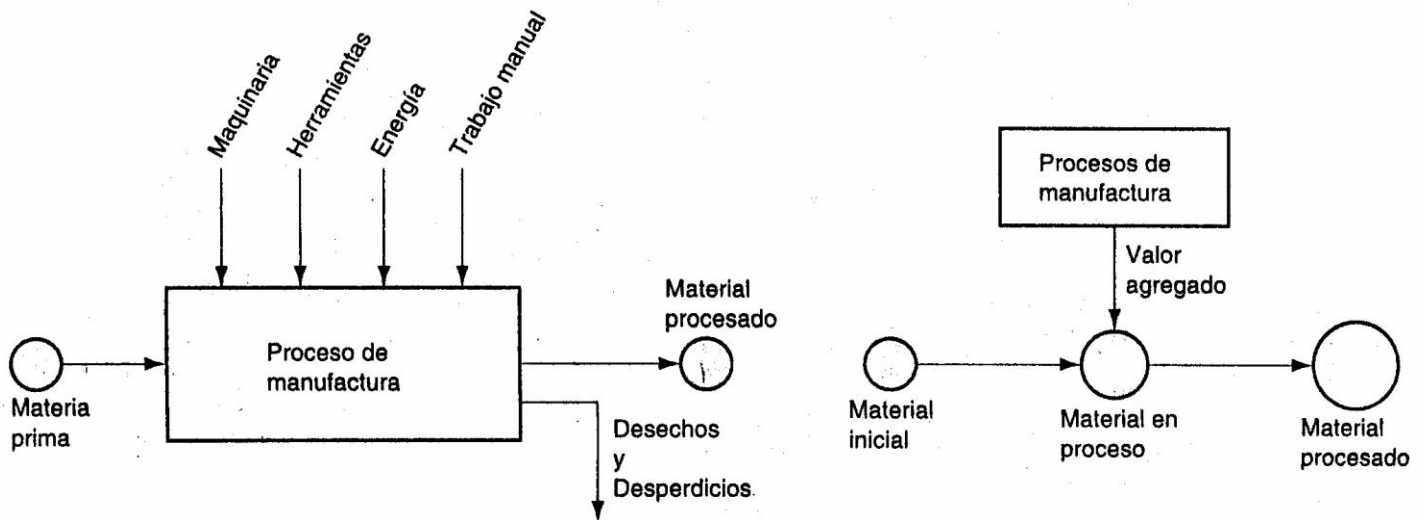 Maquinaria
Herramientas
Energía
Trabajo manual
Proceso de
manufactura
Materia
prima
Material
procesado
Desechos
y
Desperdicios.
Procesos de
manufactura
Valor
agregado
Material
inicial
Material en
proceso
Material
procesado